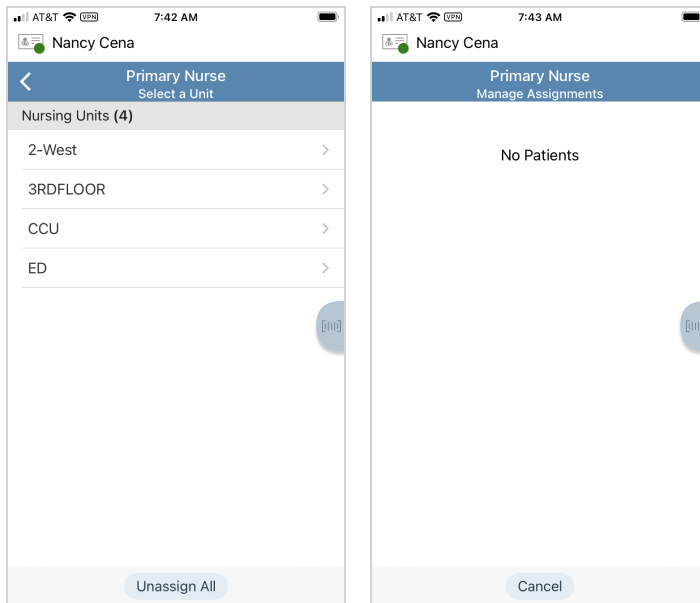 AT&T VPN 7:42 AM
Nancy Cena
Primary Nurse
Select a Unit
Nursing Units (4)
2-West
3RDFLOOR
CCU
ED
Unassign All
AT&T VPN 7:43 AM
Nancy Cena
Primary Nurse
Manage Assignments
No Patients
Cancel